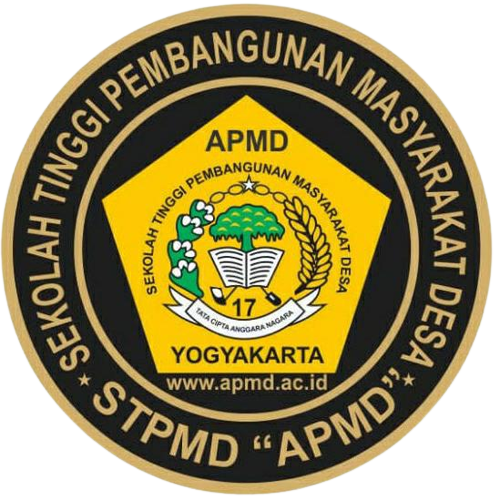 SEKOLAH TINGGI PEMBANGUNAN MASYARAKAT DESA
STPMD “APMD”
APMD
SEKOLAH TINGGI PEMBANGUNAN MASYARAKAT DESA
17
TATA CIPTA ANGGARA NAGARA
YOGYAKARTA
www.apmd.ac.id